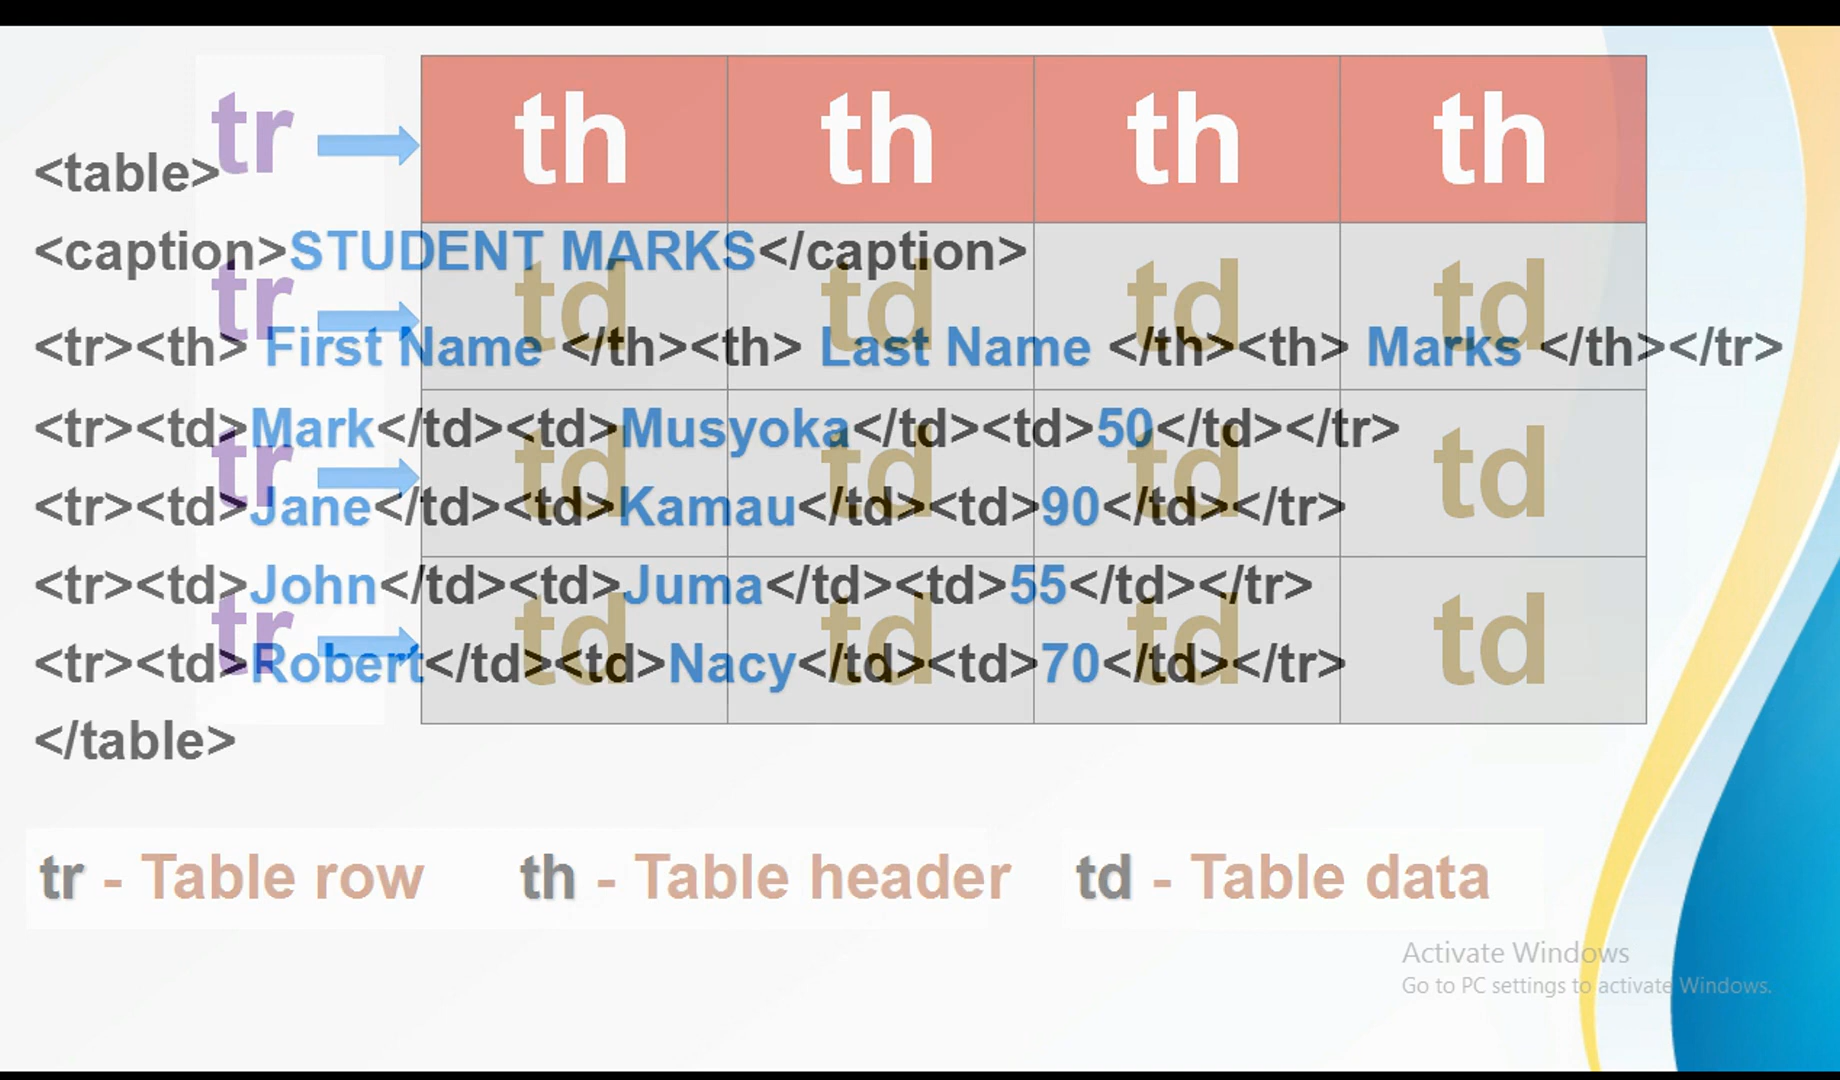 tr th th th th
<table>
<caption>STUDENT MARKS</caption>
tr td td td td
<tr><th> First Name </th><th> Last Name </th><th> Marks </th></tr>
<tr><td>Mark</td><td>Musyoka</td><td>50</td></tr>
tr td td td td
<tr><td>Jane</td><td>Kamau</td><td>90</td></tr>
<tr><td>John</td><td>Juma</td><td>55</td></tr>
tr td td td td
<tr><td>Robert</td><td>Nacy</td><td>70</td></tr>
</table>
tr - Table row th - Table header td - Table data
Activate Windows
Go to PC settings to activate Windows.